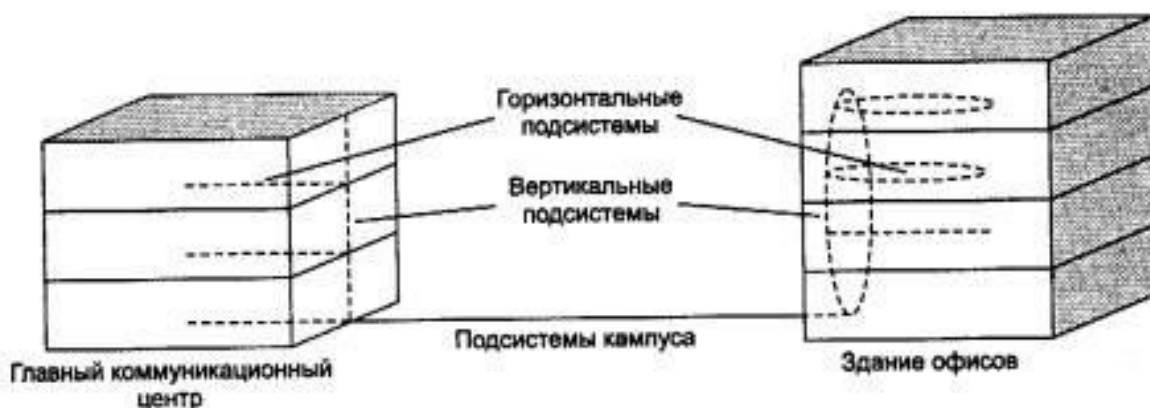 Горизонтальные
подсистемы
Вертикальные
подсистемы
Подсистемы кампуса
Главный коммуникационный
центр
Здание офисов